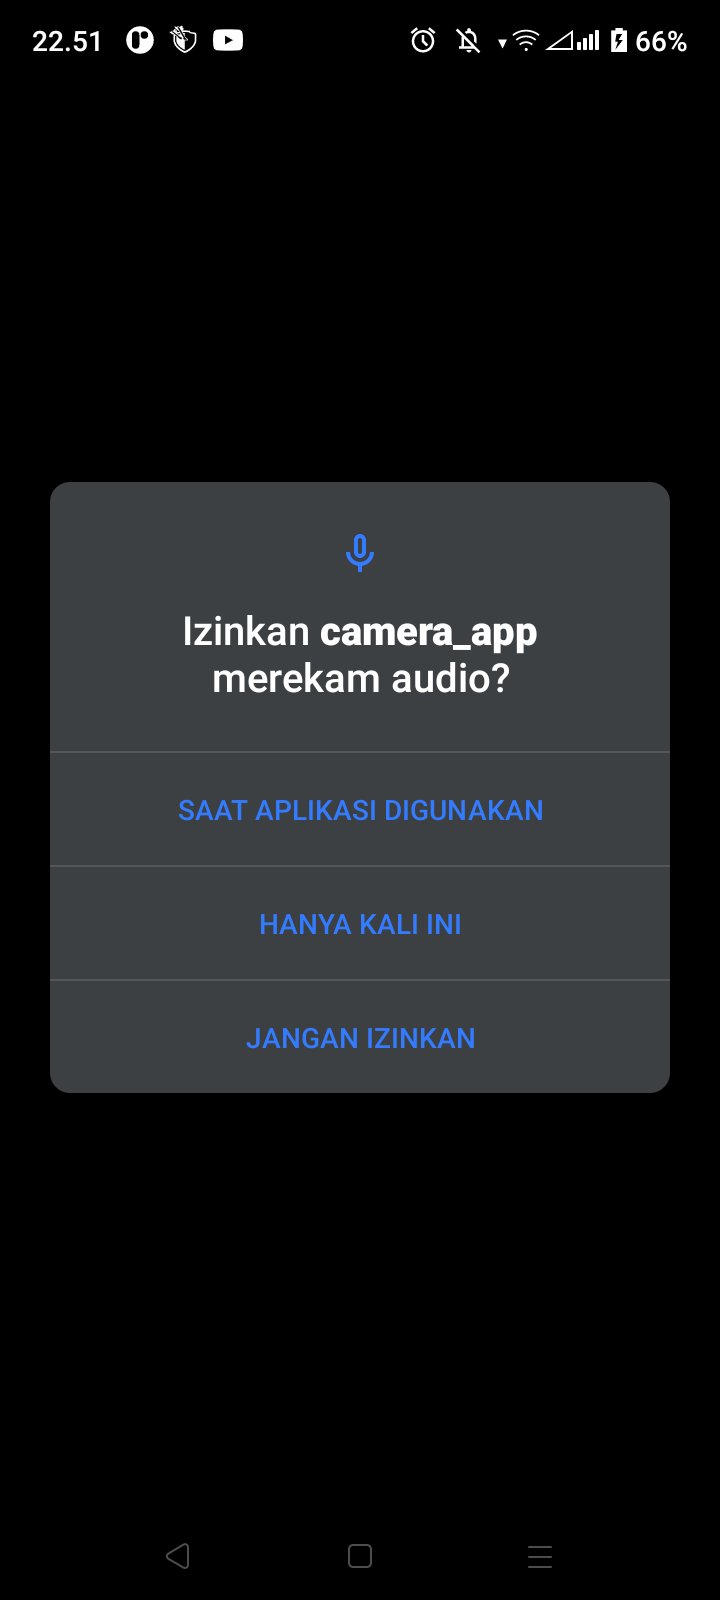 22.51
66%
Izinkan camera_app
merekam audio?
SAAT APLIKASI DIGUNAKAN
HANYA KALI INI
JANGAN IZINKAN